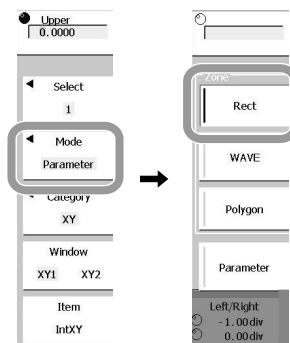 Upper
0.0000
Select
1
Mode
Parameter
Category
XY
Window
XY1 XY2
Item
IntXY
Zone
Rect
WAVE
Polygon
Parameter
Left/Right
-1.00div
0.00div